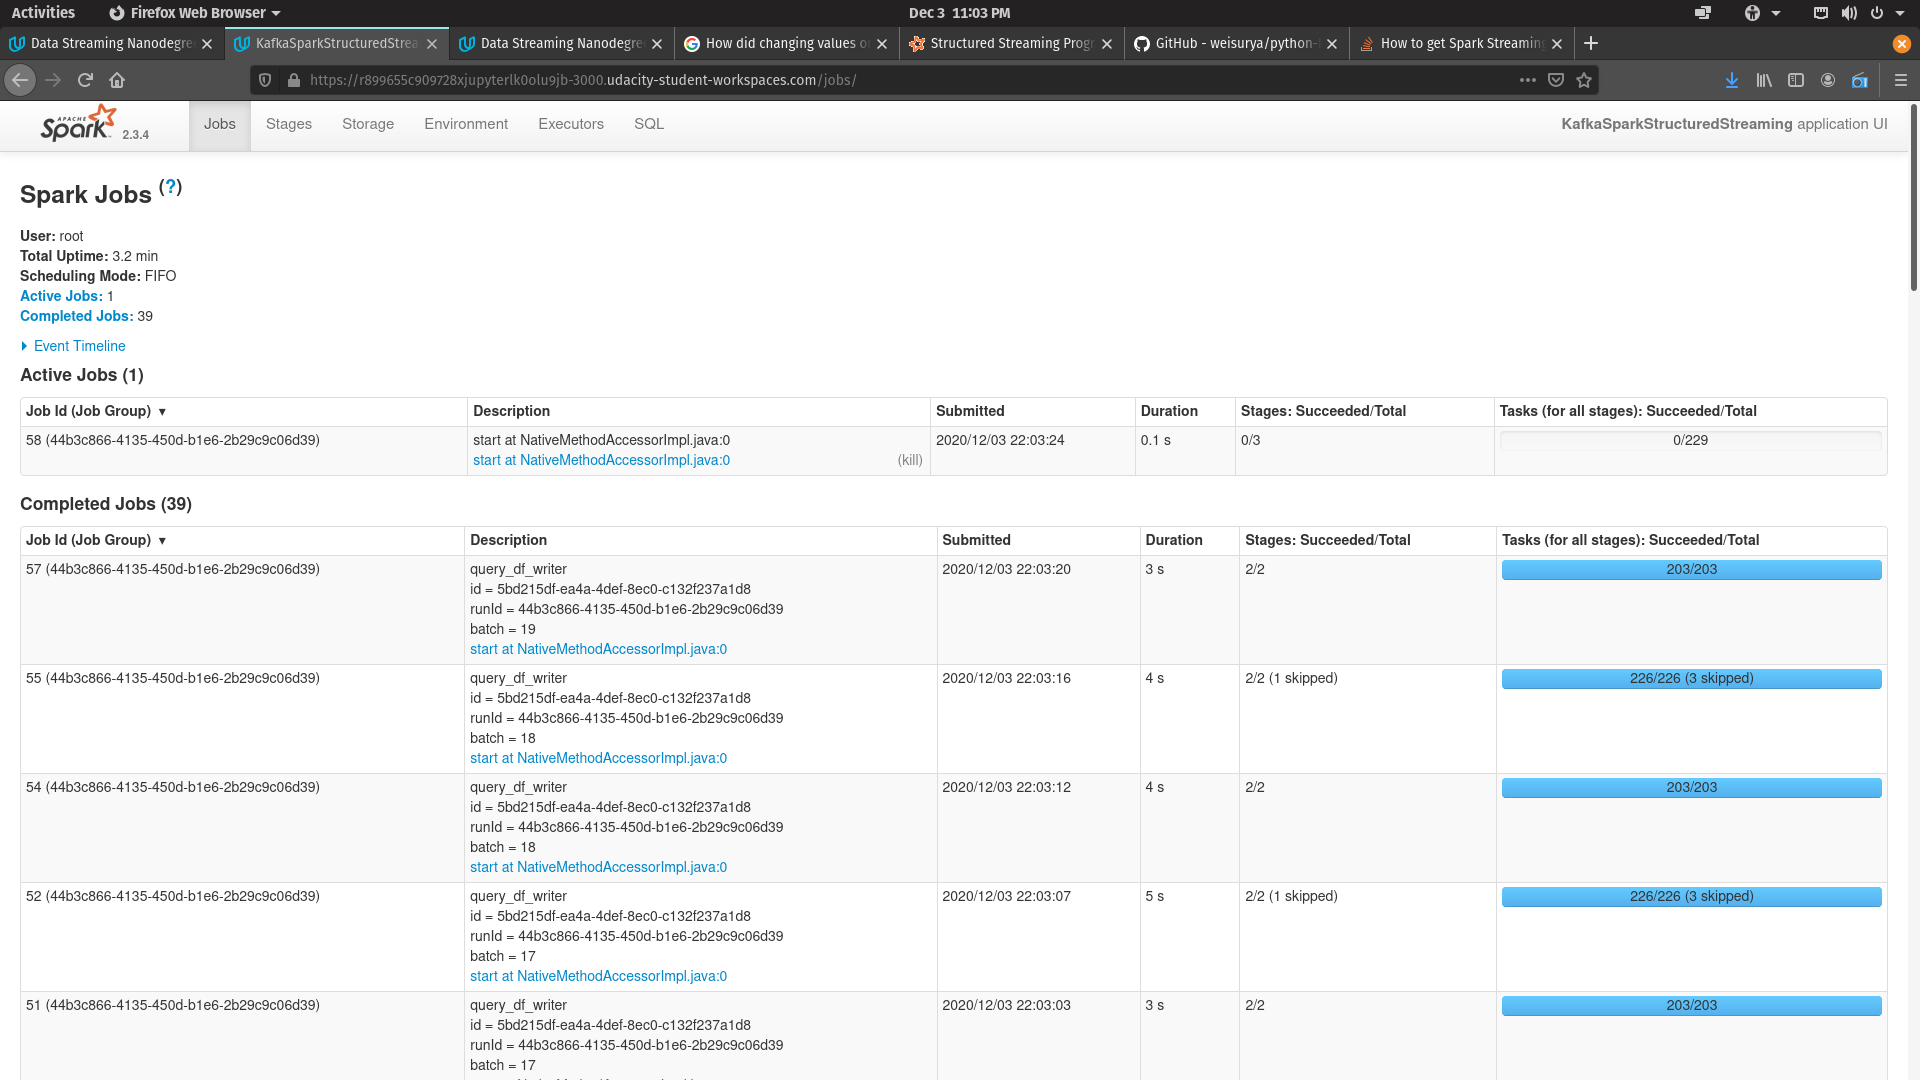 Activities Firefox Web Browser Dec 3 11:03 PM
Data Streaming Nanodegre KafkaSparkStructuredStrea Data Streaming Nanodegre How did changing values o Structured Streaming Prog GitHub - weisurya/python- How to get Spark Streaming
https://r899655c909728xjupyterlk0olu9jb-3000.udacity-student-workspaces.com/jobs/
APACHE Spark 2.3.4 Jobs Stages Storage Environment Executors SQL KafkaSparkStructuredStreaming application UI
Spark Jobs (?)
User: root
Total Uptime: 3.2 min
Scheduling Mode: FIFO
Active Jobs: 1
Completed Jobs: 39
Event Timeline
Active Jobs (1)
Job Id (Job Group) ▾ Description Submitted Duration Stages: Succeeded/Total Tasks (for all stages): Succeeded/Total
58 (44b3c866-4135-450d-b1e6-2b29c9c06d39) start at NativeMethodAccessorImpl.java:0 2020/12/03 22:03:24 0.1 s 0/3 0/229
start at NativeMethodAccessorImpl.java:0 (kill)
Completed Jobs (39)
Job Id (Job Group) ▾ Description Submitted Duration Stages: Succeeded/Total Tasks (for all stages): Succeeded/Total
57 (44b3c866-4135-450d-b1e6-2b29c9c06d39) query_df_writer 2020/12/03 22:03:20 3 s 2/2 203/203
id = 5bd215df-ea4a-4def-8ec0-c132f237a1d8
runId = 44b3c866-4135-450d-b1e6-2b29c9c06d39
batch = 19
start at NativeMethodAccessorImpl.java:0
55 (44b3c866-4135-450d-b1e6-2b29c9c06d39) query_df_writer 2020/12/03 22:03:16 4 s 2/2 (1 skipped) 226/226 (3 skipped)
id = 5bd215df-ea4a-4def-8ec0-c132f237a1d8
runId = 44b3c866-4135-450d-b1e6-2b29c9c06d39
batch = 18
start at NativeMethodAccessorImpl.java:0
54 (44b3c866-4135-450d-b1e6-2b29c9c06d39) query_df_writer 2020/12/03 22:03:12 4 s 2/2 203/203
id = 5bd215df-ea4a-4def-8ec0-c132f237a1d8
runId = 44b3c866-4135-450d-b1e6-2b29c9c06d39
batch = 18
start at NativeMethodAccessorImpl.java:0
52 (44b3c866-4135-450d-b1e6-2b29c9c06d39) query_df_writer 2020/12/03 22:03:07 5 s 2/2 (1 skipped) 226/226 (3 skipped)
id = 5bd215df-ea4a-4def-8ec0-c132f237a1d8
runId = 44b3c866-4135-450d-b1e6-2b29c9c06d39
batch = 17
start at NativeMethodAccessorImpl.java:0
51 (44b3c866-4135-450d-b1e6-2b29c9c06d39) query_df_writer 2020/12/03 22:03:03 3 s 2/2 203/203
id = 5bd215df-ea4a-4def-8ec0-c132f237a1d8
runId = 44b3c866-4135-450d-b1e6-2b29c9c06d39
batch = 17